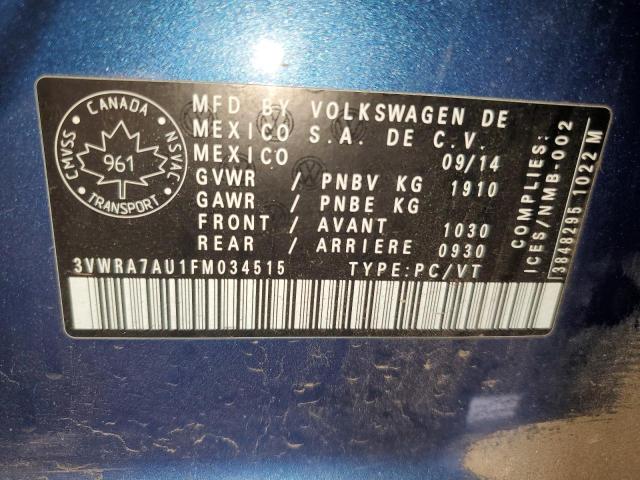 CANADA
CMVSS
961
NSVAC
TRANSPORT
MFD BY VOLKSWAGEN DE
MEXICO S.A. DE C.V.
MEXICO 09/14
GVWR / PNBV KG 1910
GAWR / PNBE KG
FRONT / AVANT 1030
REAR / ARRIERE 0930
3VWRA7AU1FM034515 TYPE:PC/VT
COMPLIES:
ICES/NMB-002
3848295 1022 M